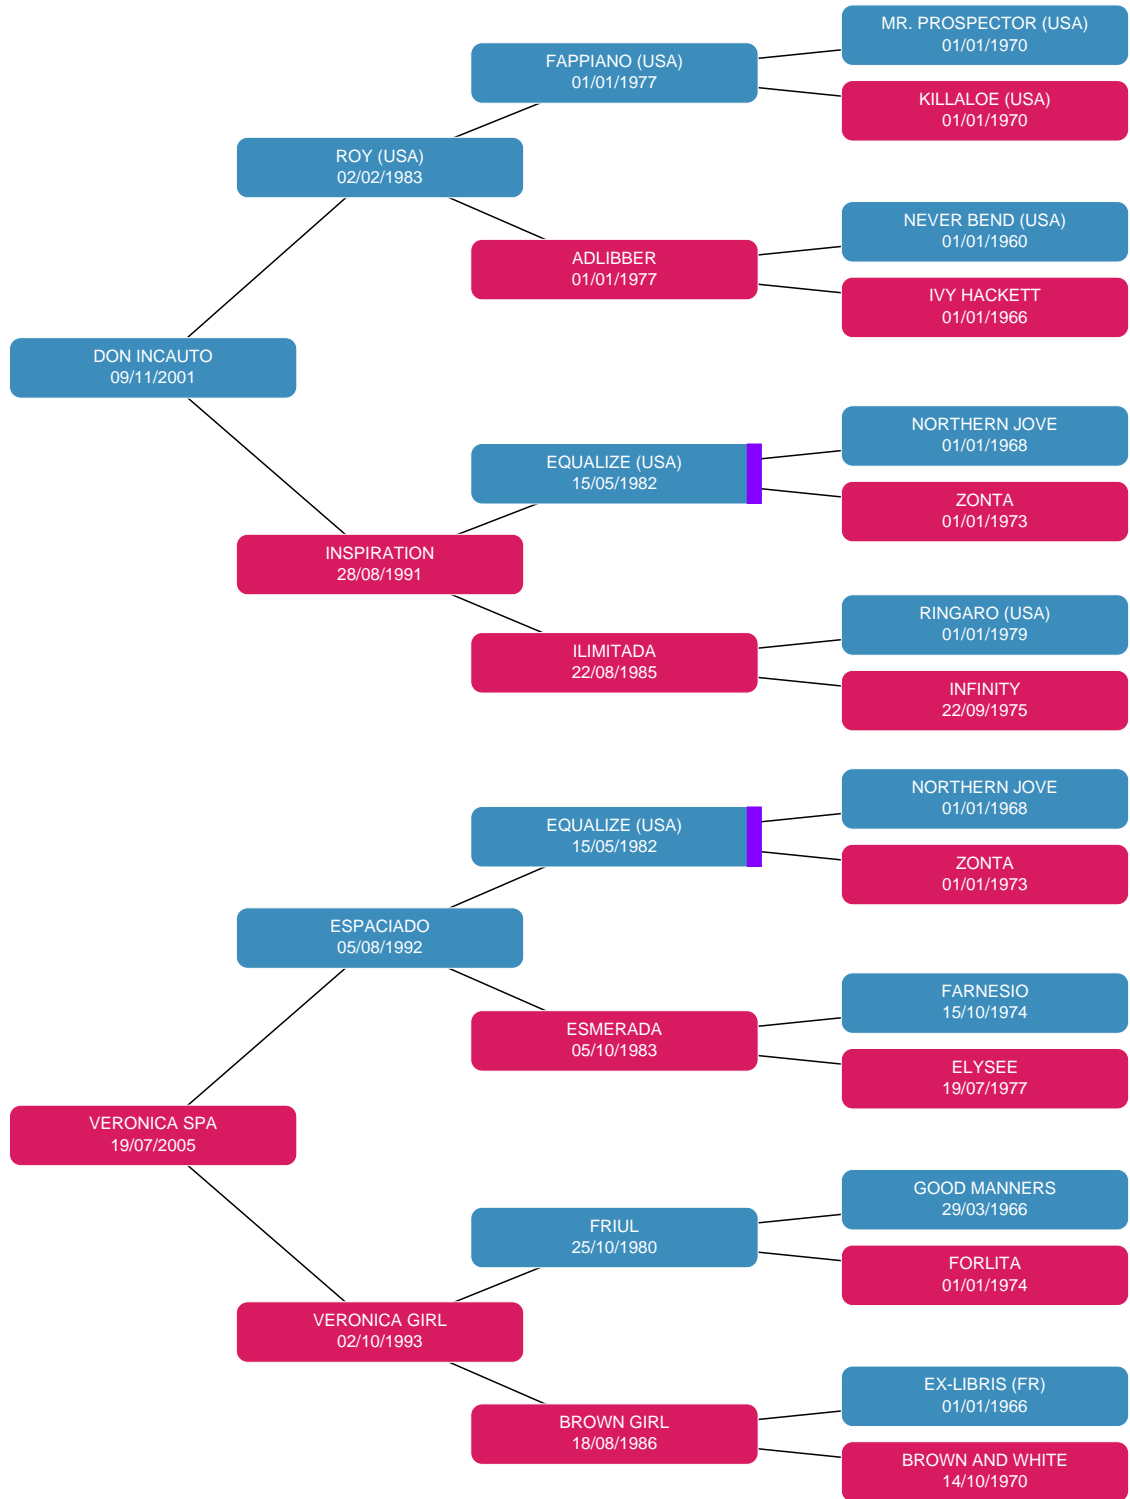 MR. PROSPECTOR (USA)
01/01/1970
FAPPIANO (USA)
01/01/1977
KILLALOE (USA)
01/01/1970
ROY (USA)
02/02/1983
NEVER BEND (USA)
01/01/1960
ADLIBBER
01/01/1977
IVY HACKETT
01/01/1966
DON INCAUTO
09/11/2001
NORTHERN JOVE
01/01/1968
EQUALIZE (USA)
15/05/1982
ZONTA
01/01/1973
INSPIRATION
28/08/1991
RINGARO (USA)
01/01/1979
ILIMITADA
22/08/1985
INFINITY
22/09/1975
NORTHERN JOVE
01/01/1968
EQUALIZE (USA)
15/05/1982
ZONTA
01/01/1973
ESPACIADO
05/08/1992
FARNESIO
15/10/1974
ESMERADA
05/10/1983
ELYSEE
19/07/1977
VERONICA SPA
19/07/2005
GOOD MANNERS
29/03/1966
FRIUL
25/10/1980
FORLITA
01/01/1974
VERONICA GIRL
02/10/1993
EX-LIBRIS (FR)
01/01/1966
BROWN GIRL
18/08/1986
BROWN AND WHITE
14/10/1970